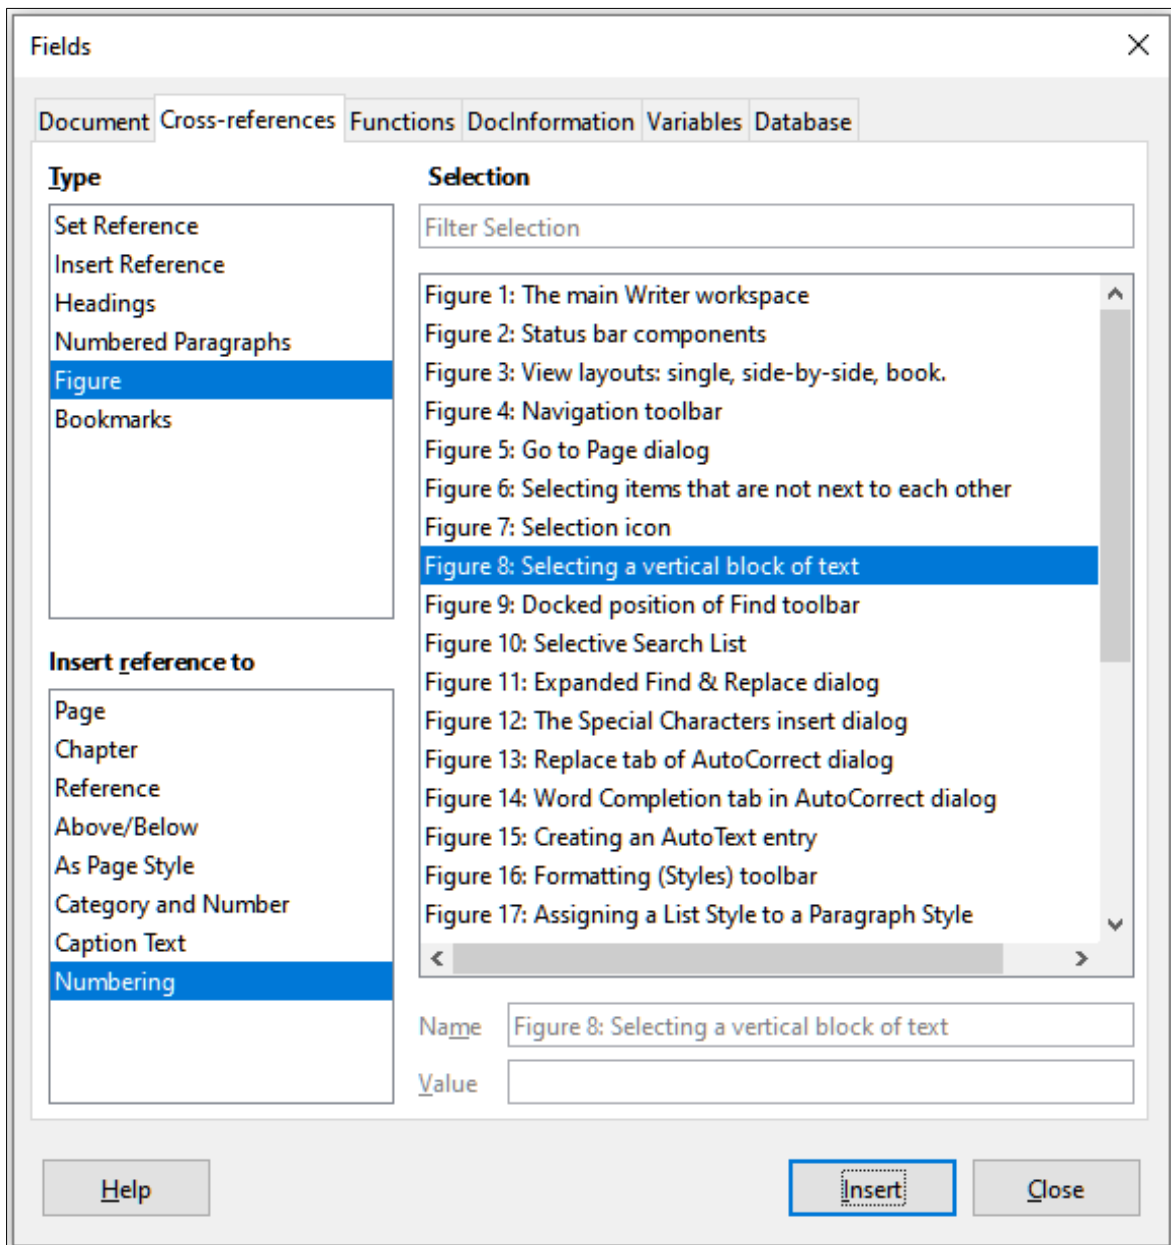 Fields
Document Cross-references Functions DocInformation Variables Database
Type
Set Reference
Insert Reference
Headings
Numbered Paragraphs
Figure
Bookmarks
Insert reference to
Page
Chapter
Reference
Above/Below
As Page Style
Category and Number
Caption Text
Numbering
Selection
Filter Selection
Figure 1: The main Writer workspace
Figure 2: Status bar components
Figure 3: View layouts: single, side-by-side, book.
Figure 4: Navigation toolbar
Figure 5: Go to Page dialog
Figure 6: Selecting items that are not next to each other
Figure 7: Selection icon
Figure 8: Selecting a vertical block of text
Figure 9: Docked position of Find toolbar
Figure 10: Selective Search List
Figure 11: Expanded Find & Replace dialog
Figure 12: The Special Characters insert dialog
Figure 13: Replace tab of AutoCorrect dialog
Figure 14: Word Completion tab in AutoCorrect dialog
Figure 15: Creating an AutoText entry
Figure 16: Formatting (Styles) toolbar
Figure 17: Assigning a List Style to a Paragraph Style
Name Figure 8: Selecting a vertical block of text
Value
Help Insert Close